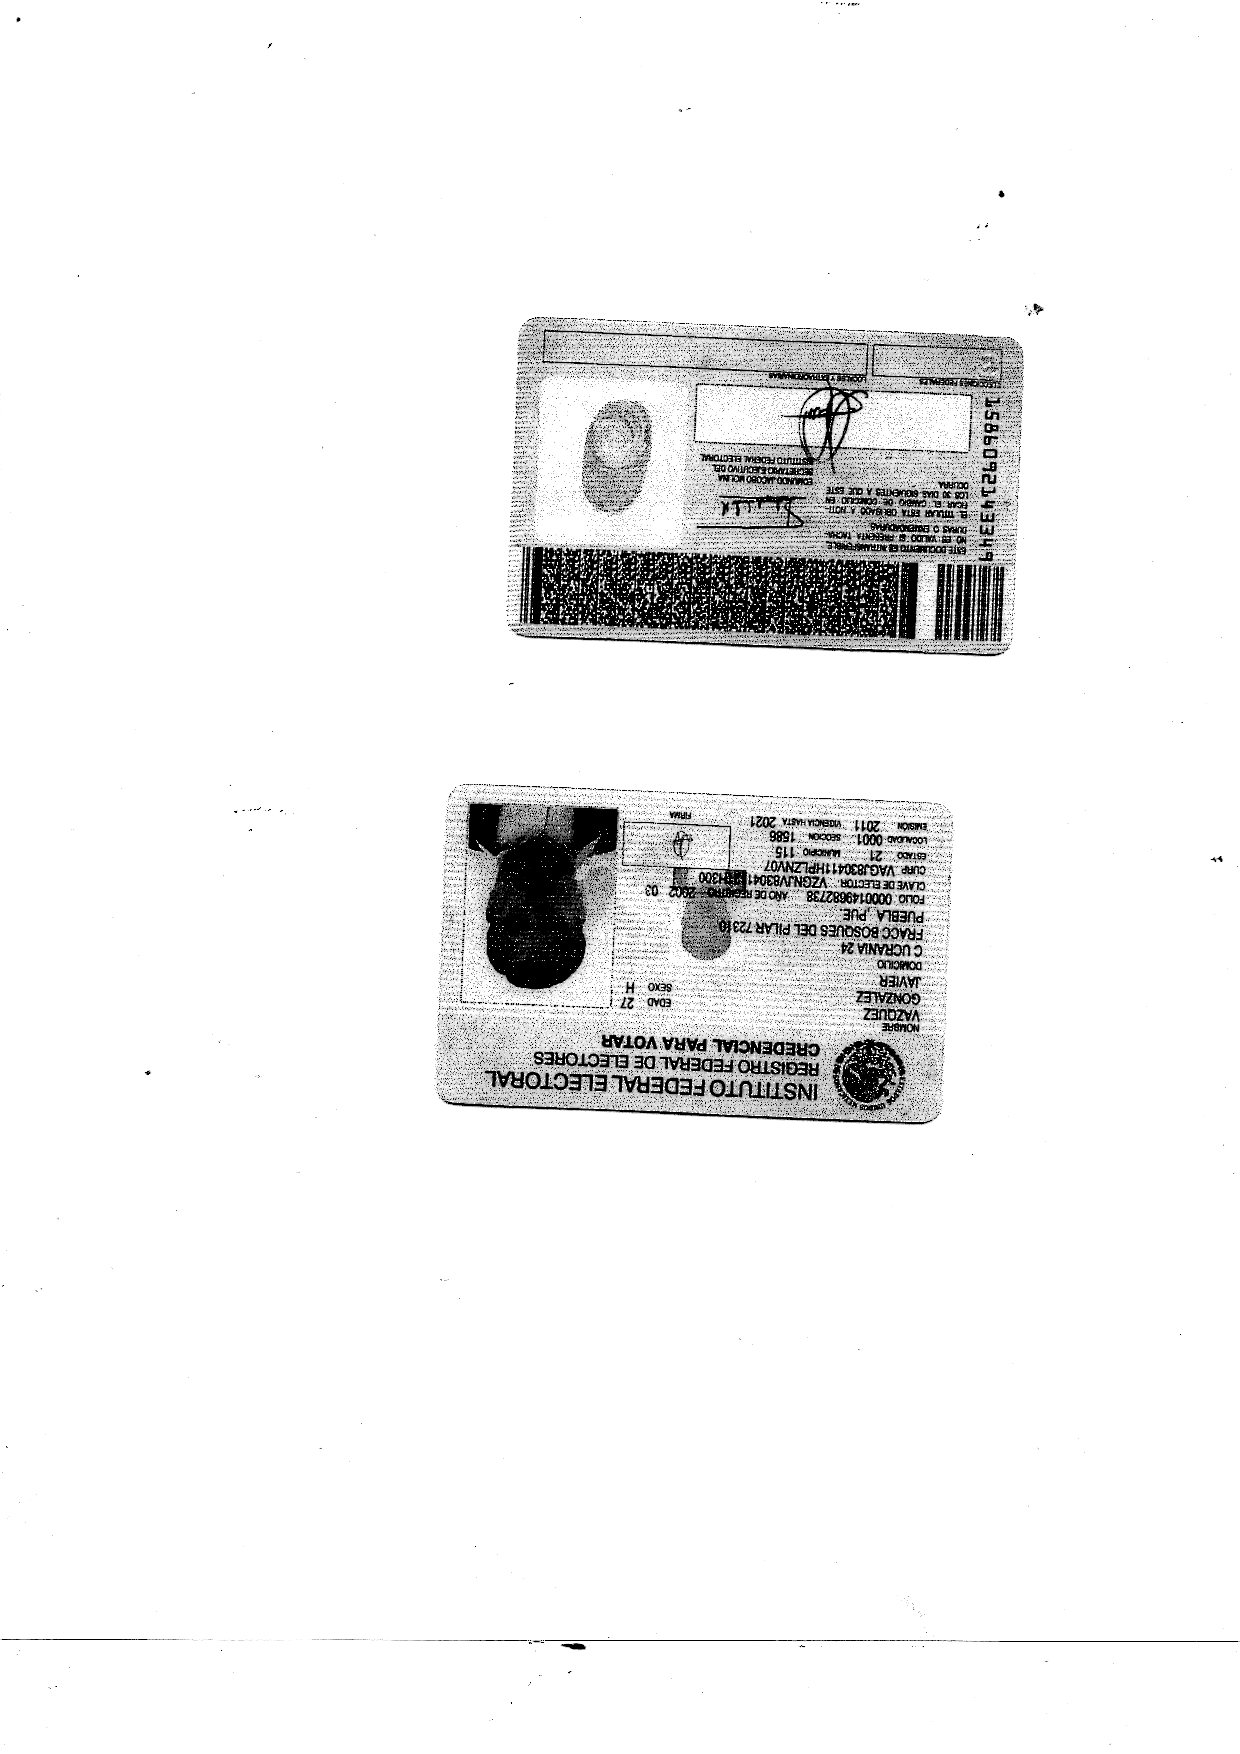 INSTITUTO FEDERAL ELECTORAL
REGISTRO FEDERAL DE ELECTORES
CREDENCIAL PARA VOTAR
NOMBRE
VAZQUEZ
GONZALEZ
JAVIER
EDAD 27
SEXO H
DOMICILIO
C UCRANIA 24
FRACC BOSQUES DEL PILAR 72310
PUEBLA ,PUE.
FOLIO 0000149682738 AÑO DE REGISTRO 2002 03
CLAVE DE ELECTOR
CURP VAGJ830411HPLZNV07
ESTADO 21 MUNICIPIO 115
LOCALIDAD 0001 SECCION 1586
EMISION 2011 VIGENCIA HASTA 2021
FIRMA
ESTE DOCUMENTO ES INTRANSFERIBLE,
NO ES VALIDO SI PRESENTA TACHA-
DURAS O ENMENDADURAS.
EL TITULAR ESTA OBLIGADO A NOTI-
FICAR EL CAMBIO DE DOMICILIO EN
LOS 30 DIAS SIGUIENTES A QUE ESTE
OCURRA.
EDMUNDO JACOBO MOLINA
SECRETARIO EJECUTIVO DEL
INSTITUTO FEDERAL ELECTORAL
ELECCIONES FEDERALES
LOCALES Y EXTRAORDINARIAS